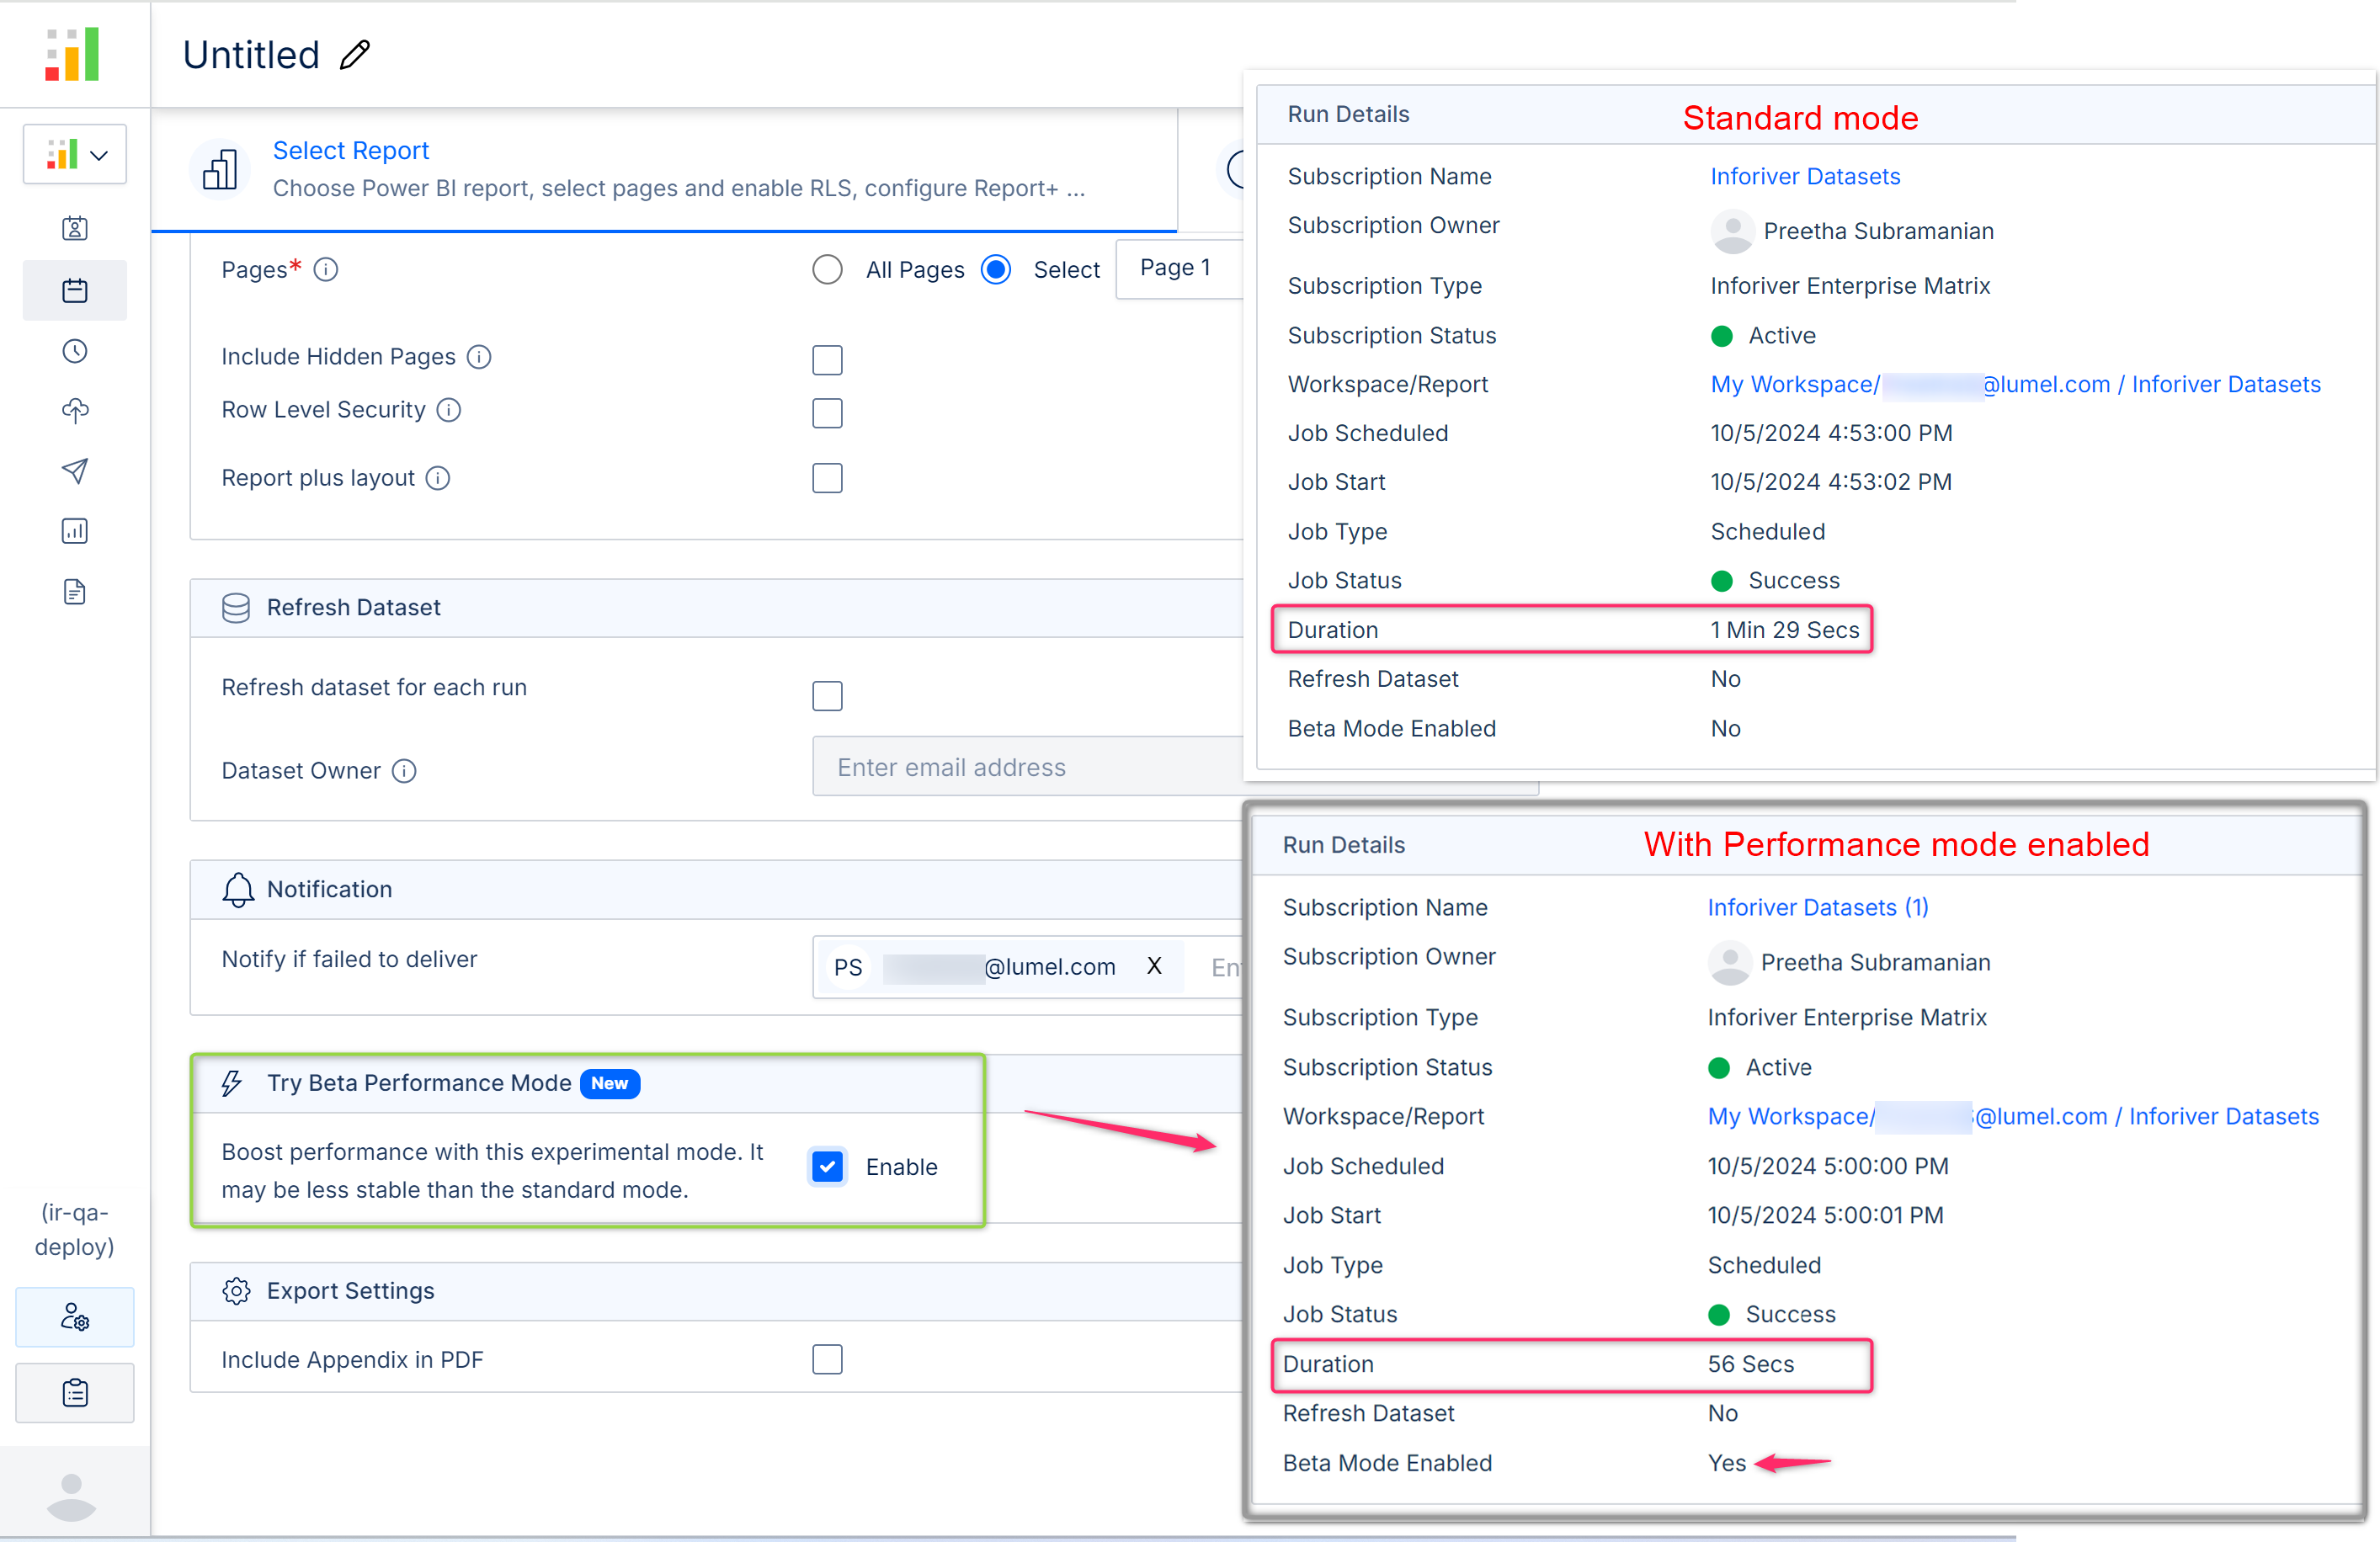 Untitled
Select Report
Choose Power BI report, select pages and enable RLS, configure Report+ ...
Pages* All Pages Select Page 1
Include Hidden Pages
Row Level Security
Report plus layout
Refresh Dataset
Refresh dataset for each run
Dataset Owner Enter email address
Notification
Notify if failed to deliver PS @lumel.com X
Try Beta Performance Mode New
Boost performance with this experimental mode. It
may be less stable than the standard mode.
Enable
Export Settings
Include Appendix in PDF
(ir-qa-
deploy)
Run Details Standard mode
Subscription Name Inforiver Datasets
Subscription Owner Preetha Subramanian
Subscription Type Inforiver Enterprise Matrix
Subscription Status Active
Workspace/Report My Workspace/ @lumel.com / Inforiver Datasets
Job Scheduled 10/5/2024 4:53:00 PM
Job Start 10/5/2024 4:53:02 PM
Job Type Scheduled
Job Status Success
Duration 1 Min 29 Secs
Refresh Dataset No
Beta Mode Enabled No
Run Details With Performance mode enabled
Subscription Name Inforiver Datasets (1)
Subscription Owner Preetha Subramanian
Subscription Type Inforiver Enterprise Matrix
Subscription Status Active
Workspace/Report My Workspace/ @lumel.com / Inforiver Datasets
Job Scheduled 10/5/2024 5:00:00 PM
Job Start 10/5/2024 5:00:01 PM
Job Type Scheduled
Job Status Success
Duration 56 Secs
Refresh Dataset No
Beta Mode Enabled Yes